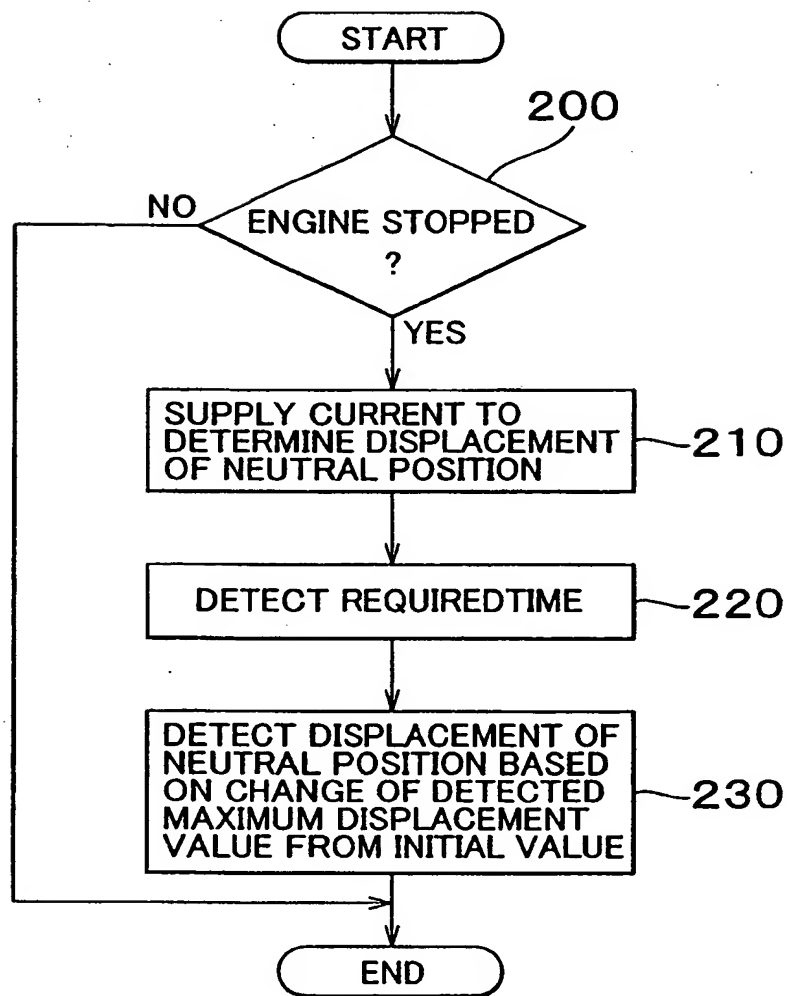 START
200
NO
ENGINE STOPPED
?
YES
SUPPLY CURRENT TO
DETERMINE DISPLACEMENT
OF NEUTRAL POSITION
210
DETECT REQUIREDTIME
220
DETECT DISPLACEMENT OF
NEUTRAL POSITION BASED
ON CHANGE OF DETECTED
MAXIMUM DISPLACEMENT
VALUE FROM INITIAL VALUE
230
END